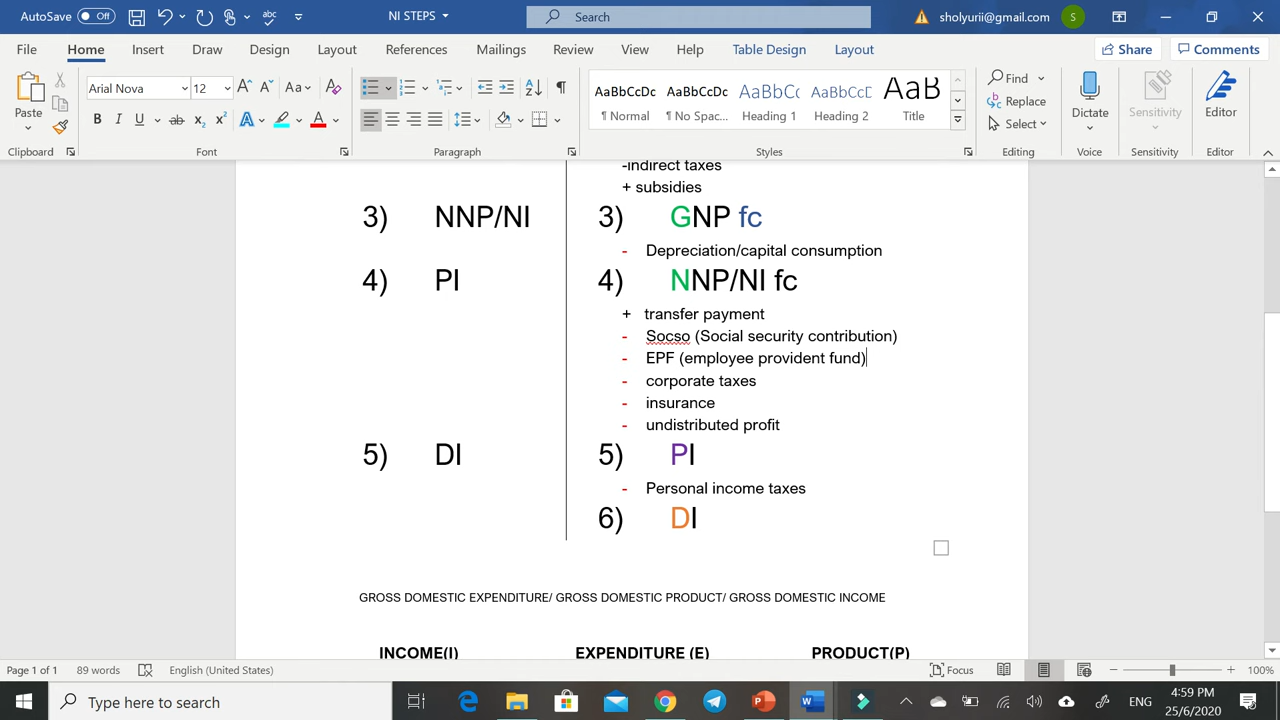 AutoSave Off NI STEPS Search sholyurii@gmail.com S
File Home Insert Draw Design Layout References Mailings Review View Help Table Design Layout Share Comments
Paste
Clipboard
Arial Nova 12
Font
Paragraph
AaBbCcDc AaBbCcDc AaBbCc AaBbCcC AaB
¶ Normal ¶ No Spac... Heading 1 Heading 2 Title
Styles
Find
Replace
Select
Editing
Dictate
Voice
Sensitivity
Sensitivity
Editor
Editor
-indirect taxes
+ subsidies
3) NNP/NI 3) GNP fc
- Depreciation/capital consumption
4) PI 4) NNP/NI fc
+ transfer payment
- Socso (Social security contribution)
- EPF (employee provident fund)
- corporate taxes
- insurance
- undistributed profit
5) DI 5) PI
- Personal income taxes
6) DI
GROSS DOMESTIC EXPENDITURE/ GROSS DOMESTIC PRODUCT/ GROSS DOMESTIC INCOME
INCOME(I) EXPENDITURE (E) PRODUCT(P)
Page 1 of 1 89 words English (United States) Focus 100%
Type here to search ENG 4:59 PM
25/6/2020